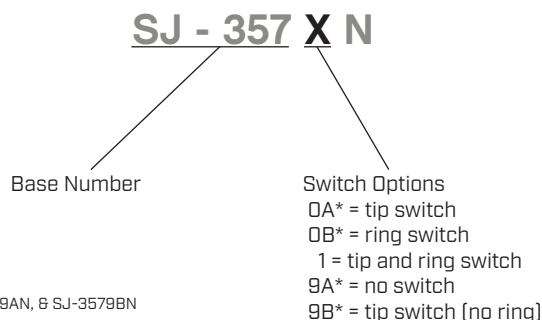 SJ - 357 X N
Base Number
Switch Options
0A* = tip switch
0B* = ring switch
1 = tip and ring switch
9A* = no switch
9B* = tip switch (no ring)
9AN, & SJ-3579BN